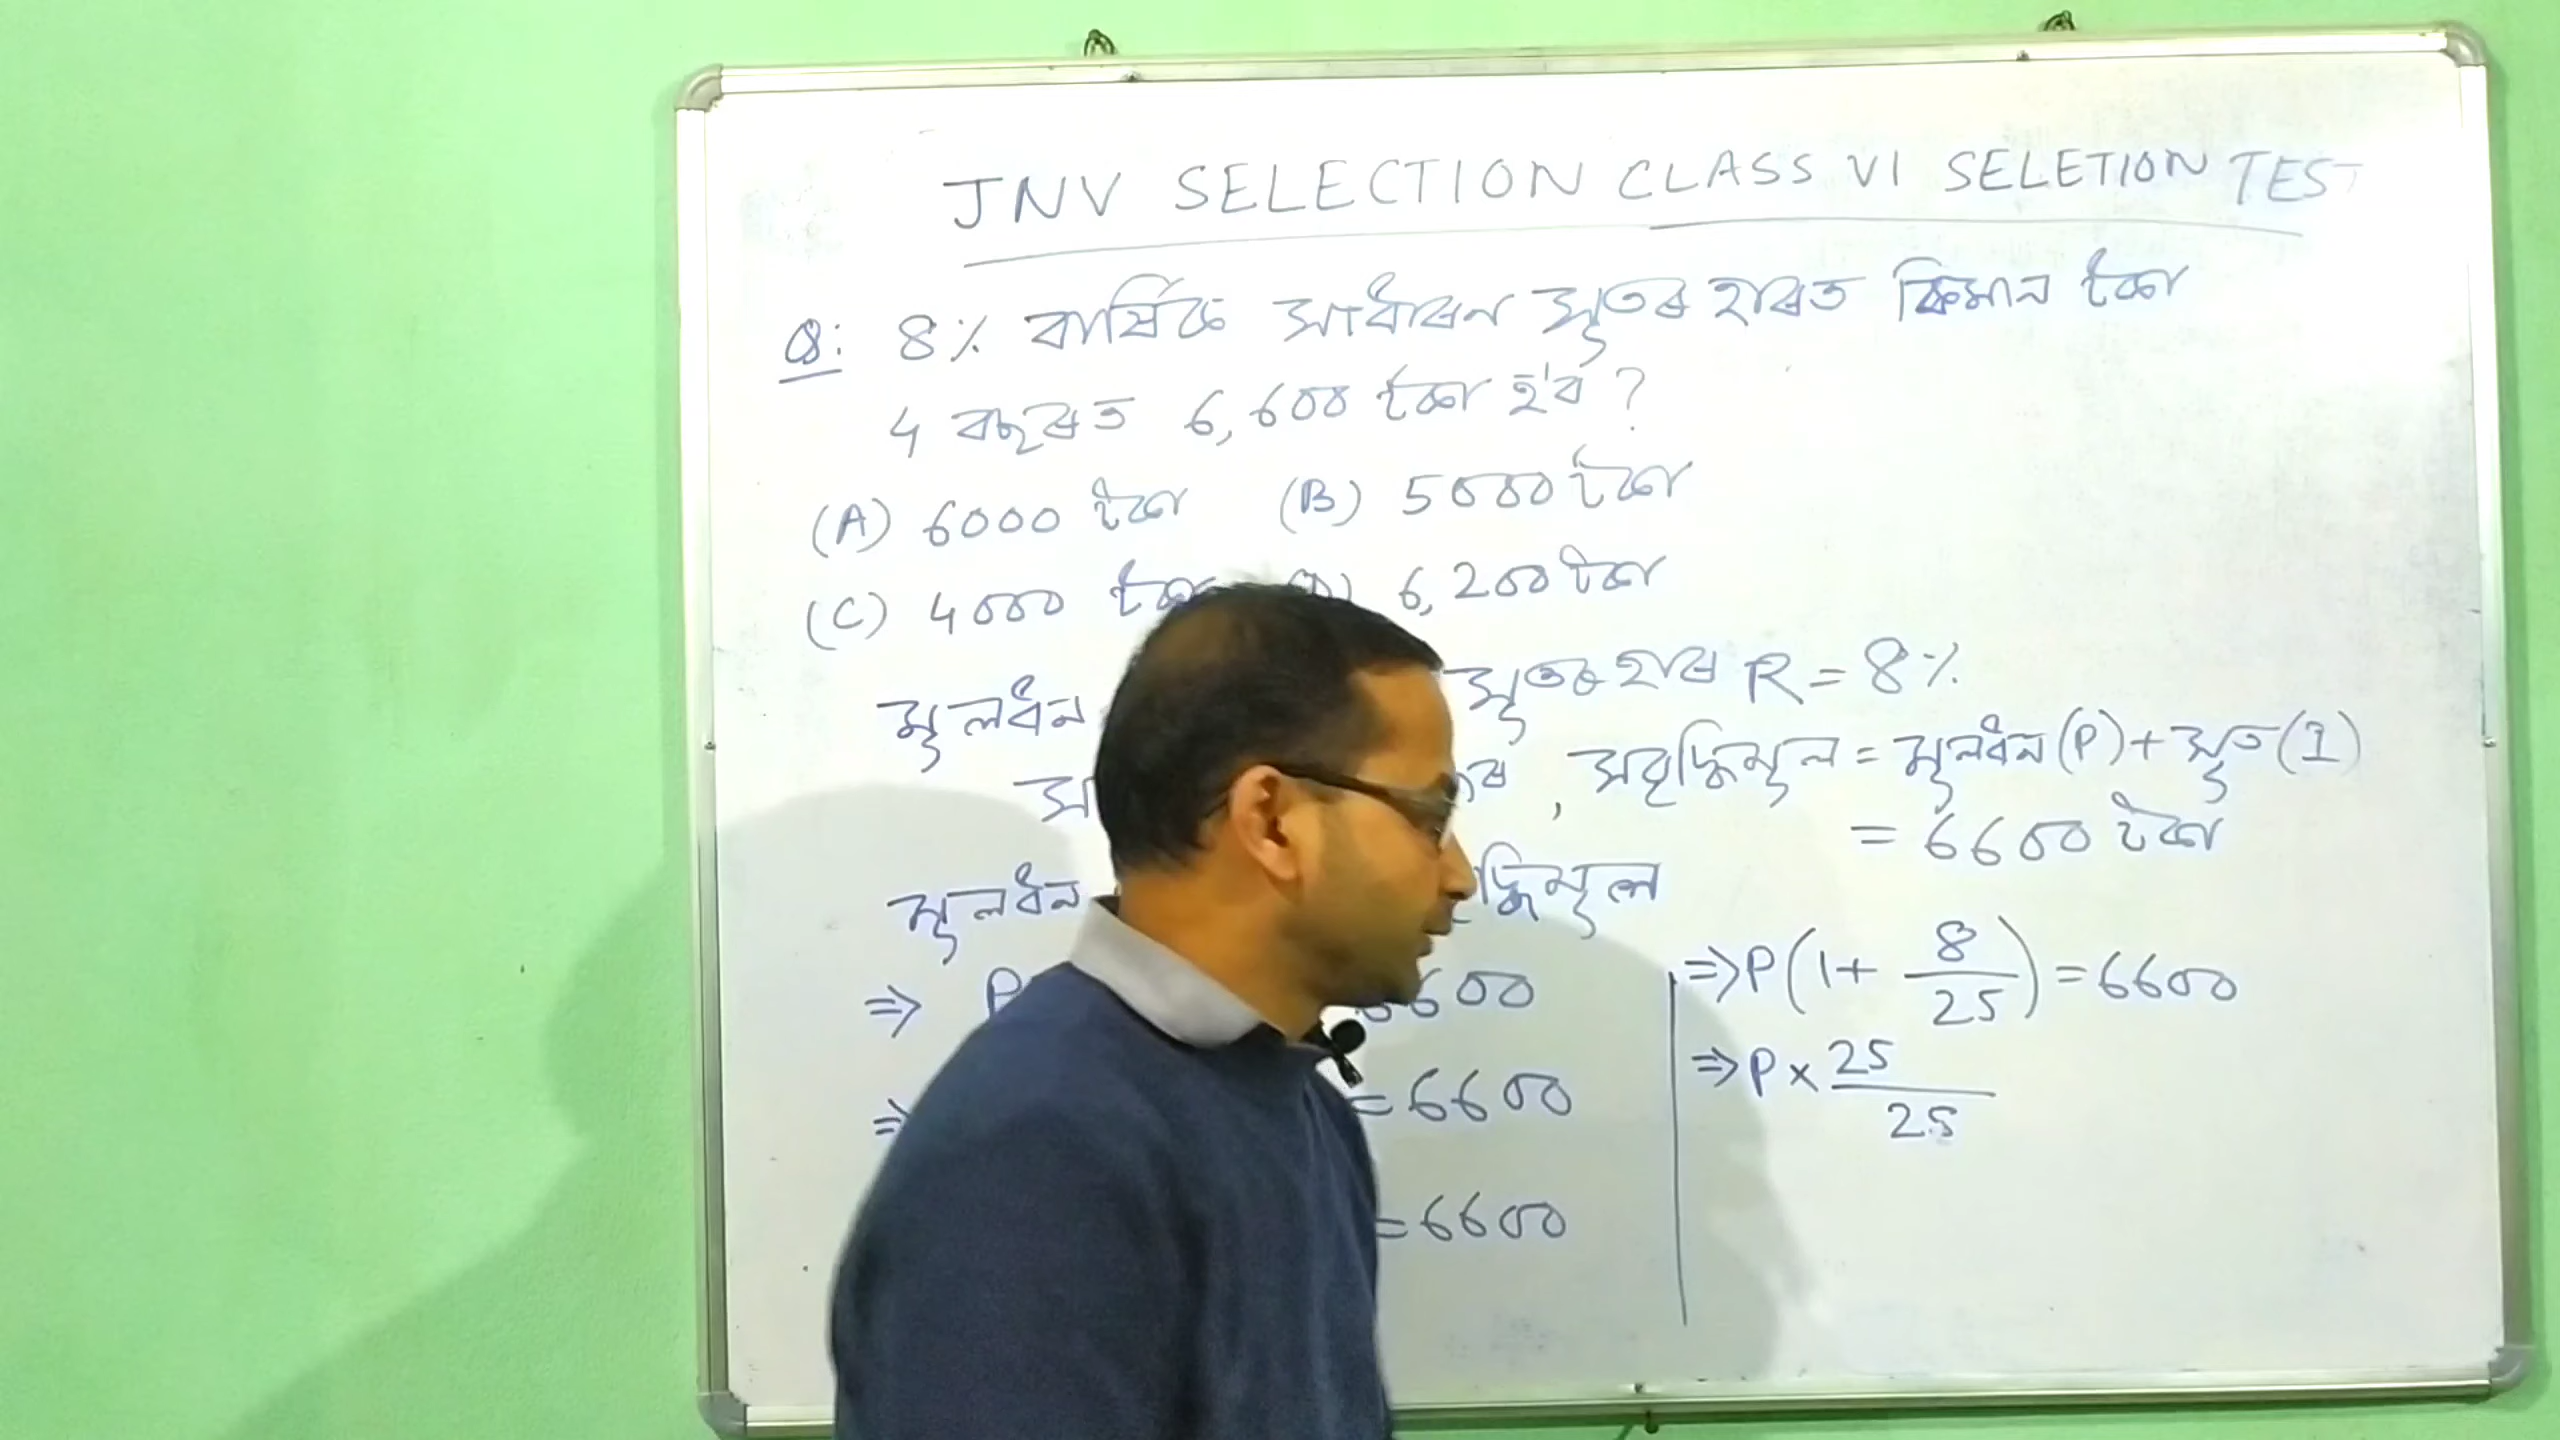 JNV SELECTION CLASS VI SELETION TEST
Q: 8% বাৰ্ষিক সাধাৰন সুতৰ হাৰত কিমান টকা
4 বছৰত 6,600 টকা হ'ব ?
(A) 6000 টকা (B) 5000 টকা
(C) 4000 টকা 6,200 টকা
মূলধন সুতৰ হাৰ R = 8%
সবৃদ্ধিমূল = মূলধন (P) + সুত (I)
= 6600 টকা
মূলধন
⇒ P 6600
⇒ = 6600
= 6600
⇒ P (1 + 8/25) = 6600
⇒ P × 25/25